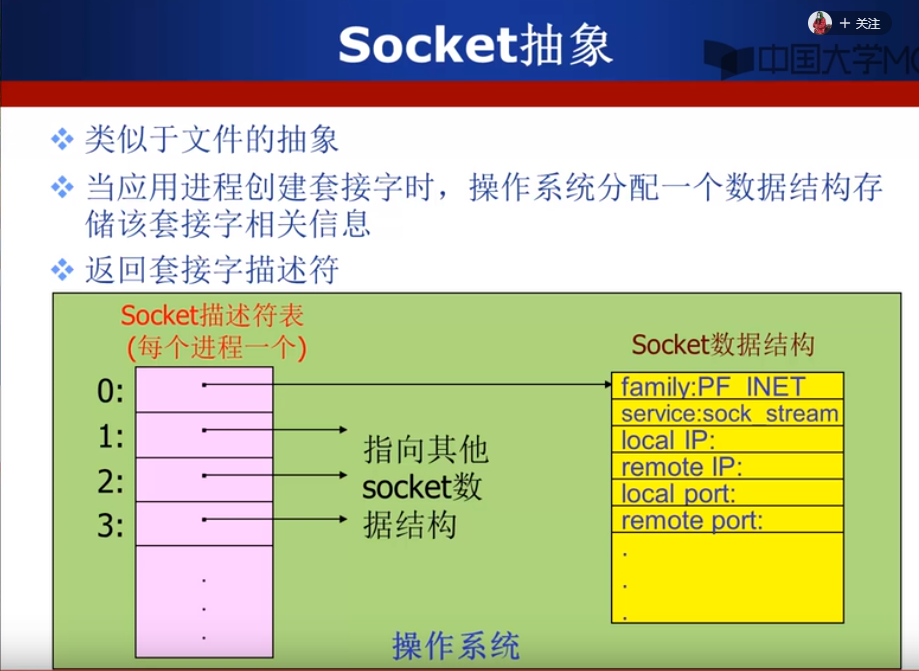 + 关注
Socket抽象
中国大学MO
类似于文件的抽象
当应用进程创建套接字时，操作系统分配一个数据结构存
储该套接字相关信息
返回套接字描述符
Socket描述符表
(每个进程一个)
Socket数据结构
0:
family:PF_INET
service:sock_stream
1:
指向其他
local IP:
remote IP:
2:
socket数
local port:
3:
据结构
remote port:
操作系统